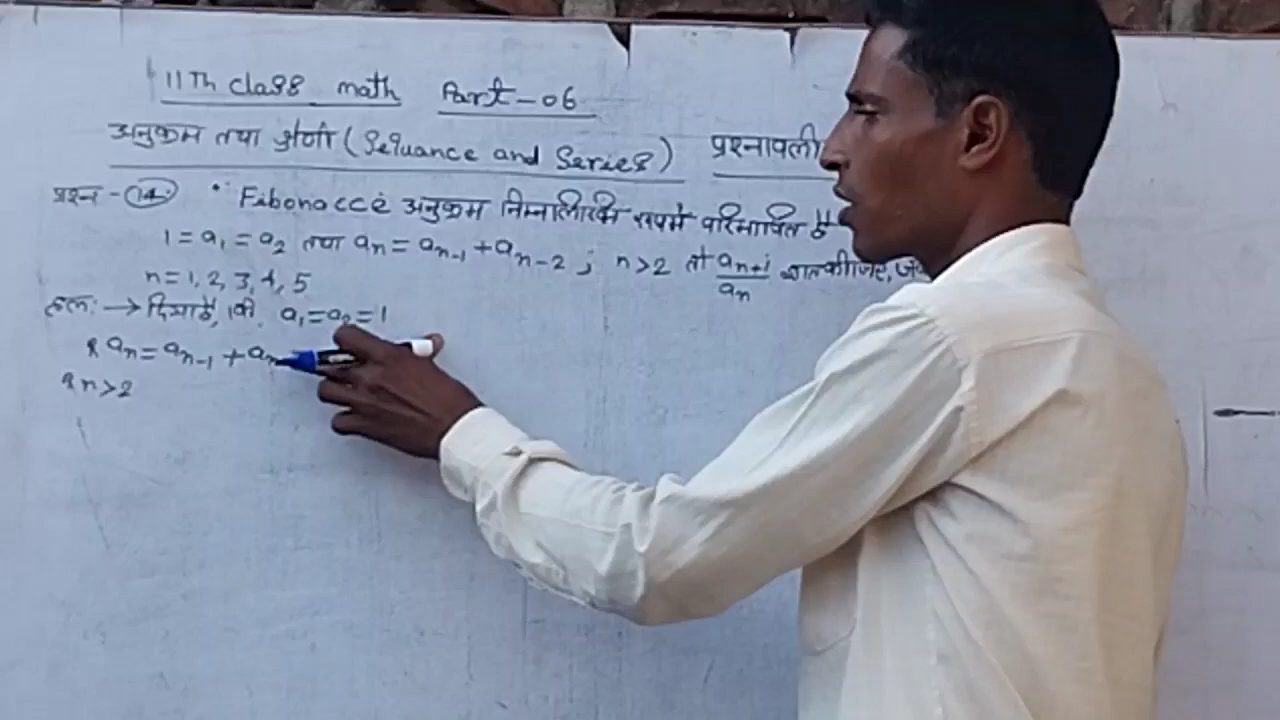 11Th class math Part-06
अनुक्रम तथा श्रेणी (Sequance and Series) प्रश्नावली
प्रश्न-(14) Fibonacce अनुक्रम निम्नलिखित रूपमे परिभाषित है
1=a₁=a₂ तथा aₙ=aₙ₋₁+aₙ₋₂; n>2 तो aₙ₊₁/aₙ ज्ञातकीजिए,
n=1,2,3,4,5
हल:→ दियाहै, की a₁=a₂=1
& aₙ=aₙ₋₁+aₙ
& n>2